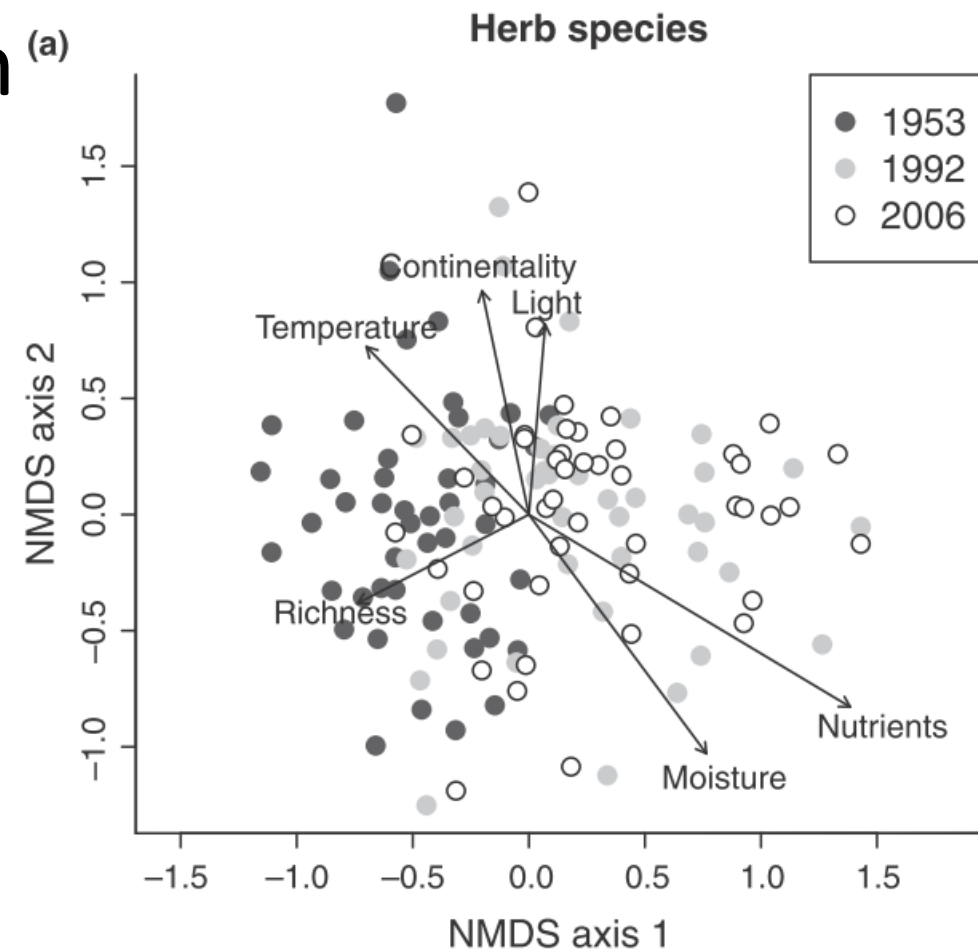 Herb species
(a)
n
1953
1992
2006
Continentality
Light
Temperature
Richness
Nutrients
Moisture
NMDS axis 2
1.5
1.0
0.5
0.0
−0.5
−1.0
−1.5
−1.0
−0.5
0.0
0.5
1.0
1.5
NMDS axis 1